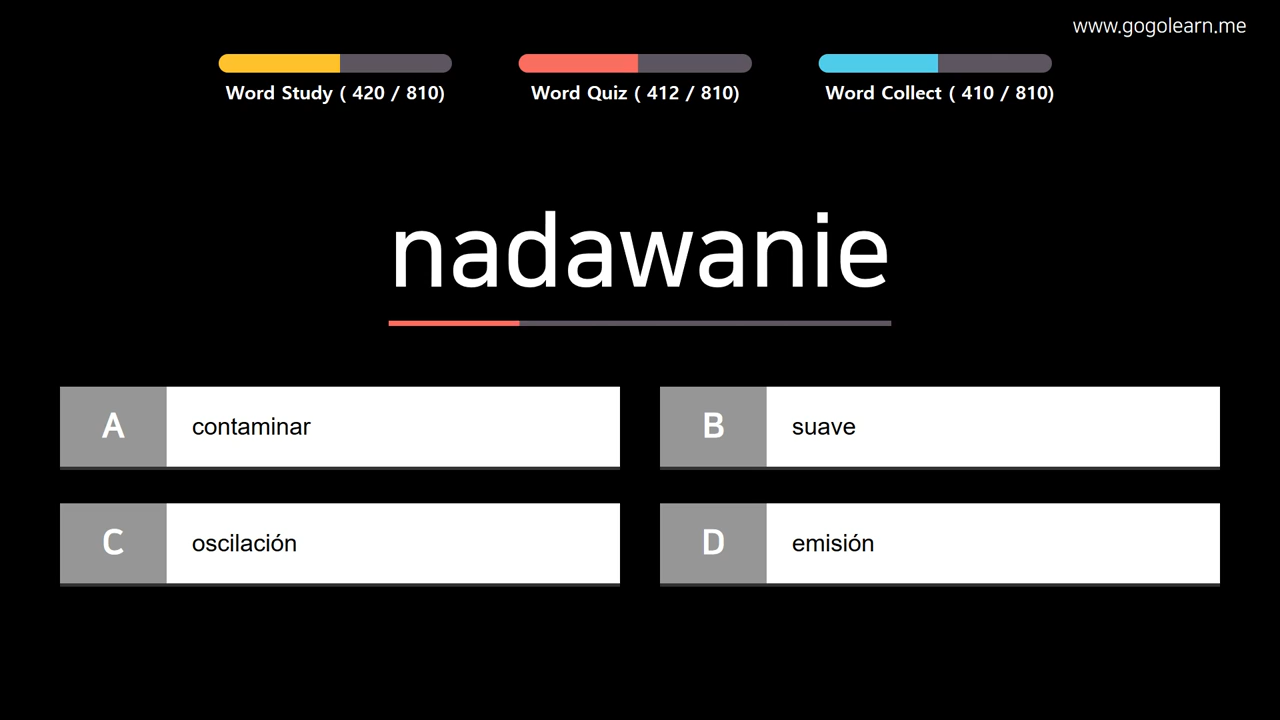 www.gogolearn.me
Word Study ( 420 / 810)
Word Quiz ( 412 / 810)
Word Collect ( 410 / 810)
nadawanie
A contaminar
B suave
C oscilación
D emisión